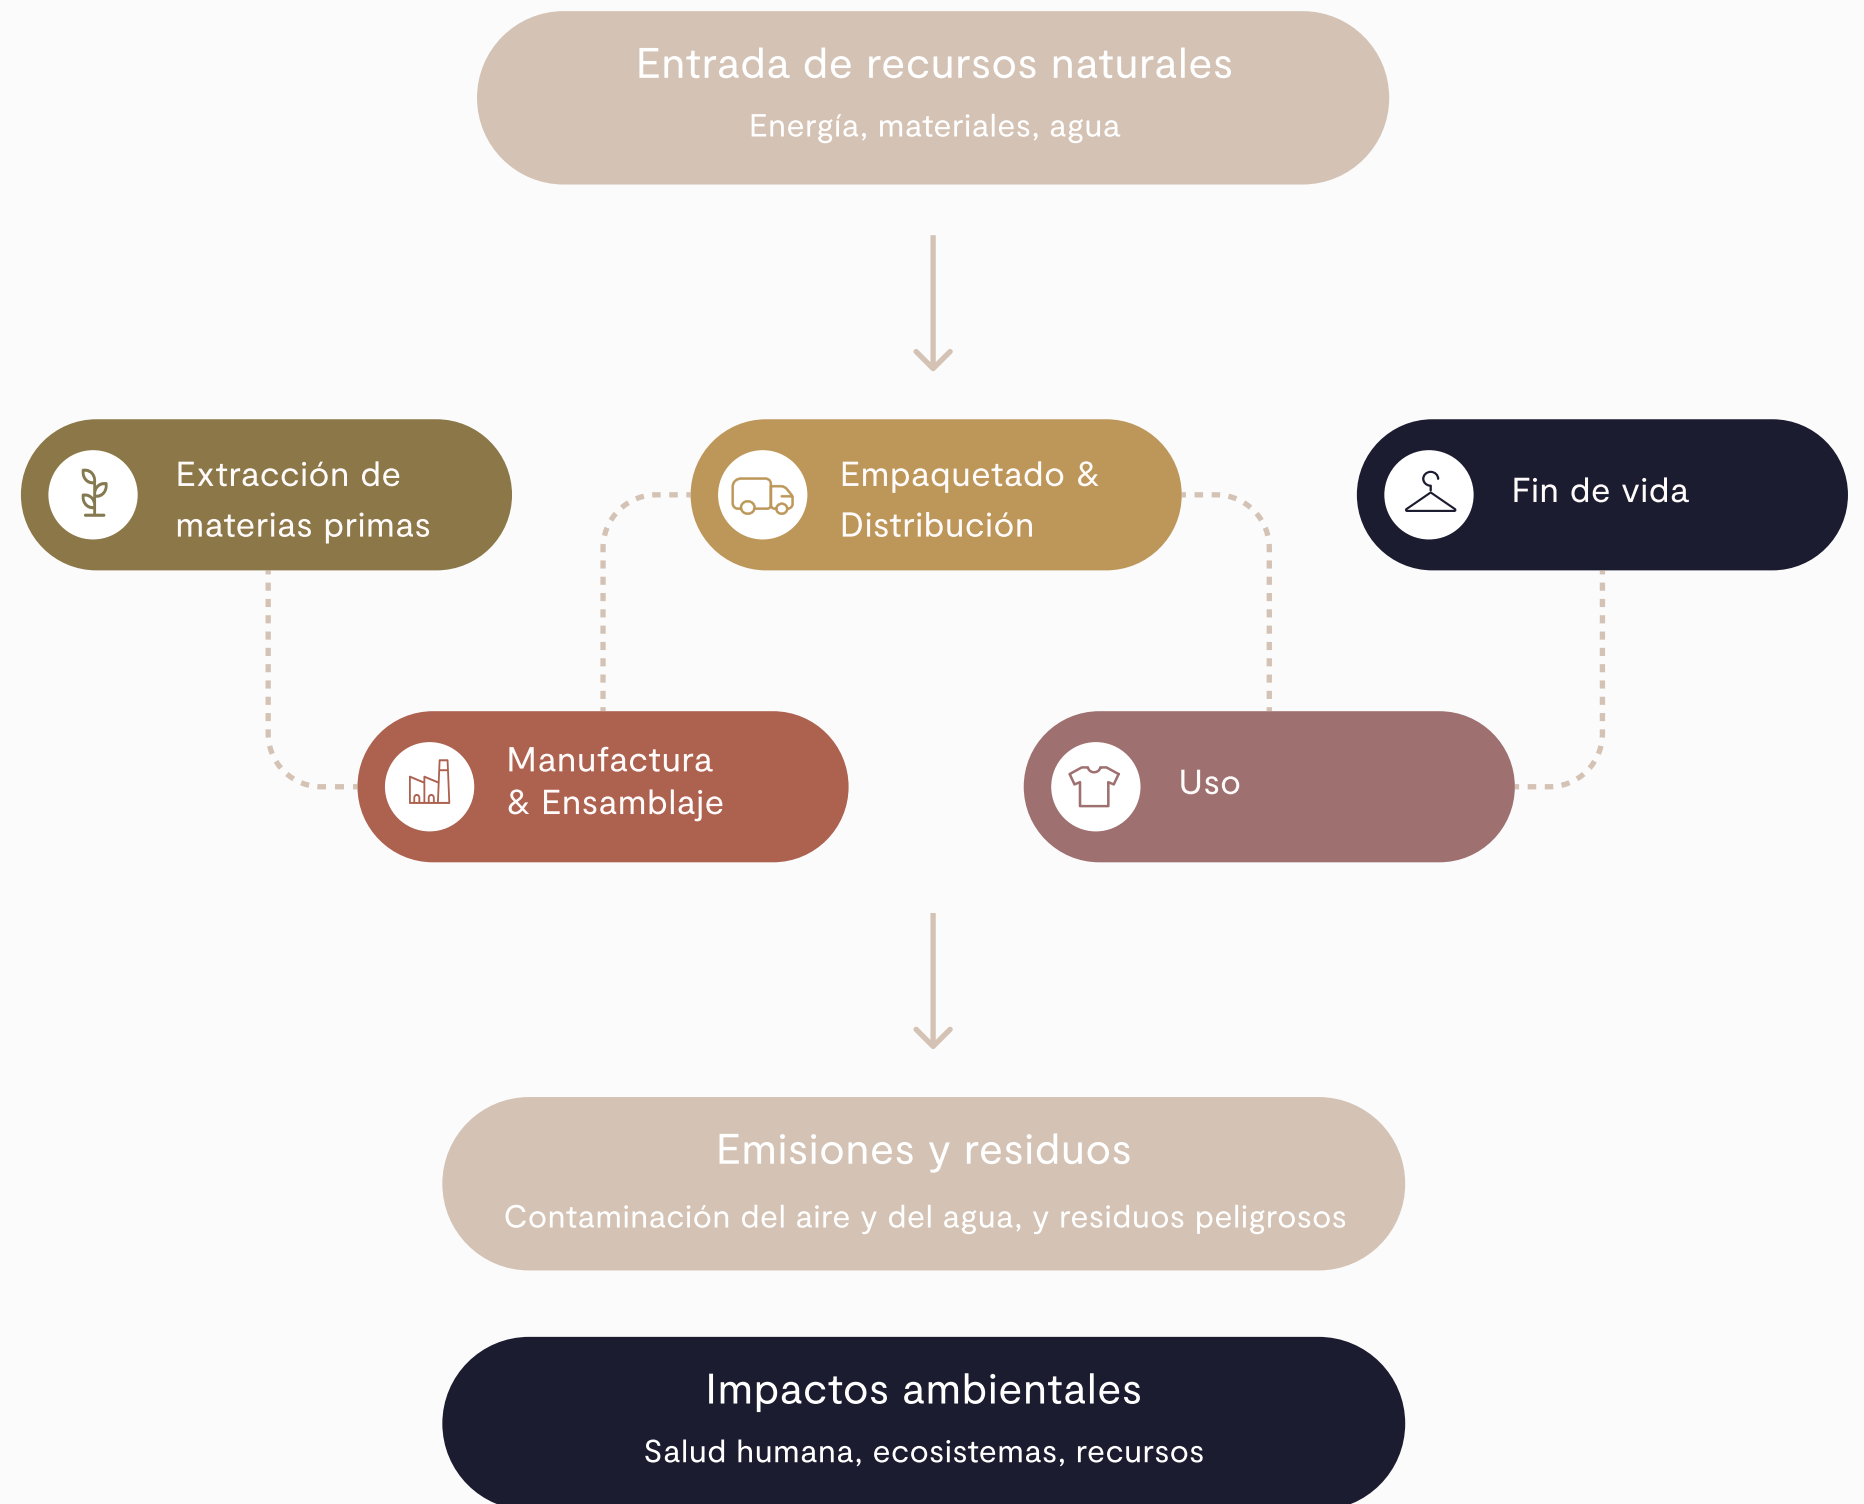 Entrada de recursos naturales
Energía, materiales, agua
Extracción de
materias primas
Empaquetado &
Distribución
Fin de vida
Manufactura
& Ensamblaje
Uso
Emisiones y residuos
Contaminación del aire y del agua, y residuos peligrosos
Impactos ambientales
Salud humana, ecosistemas, recursos